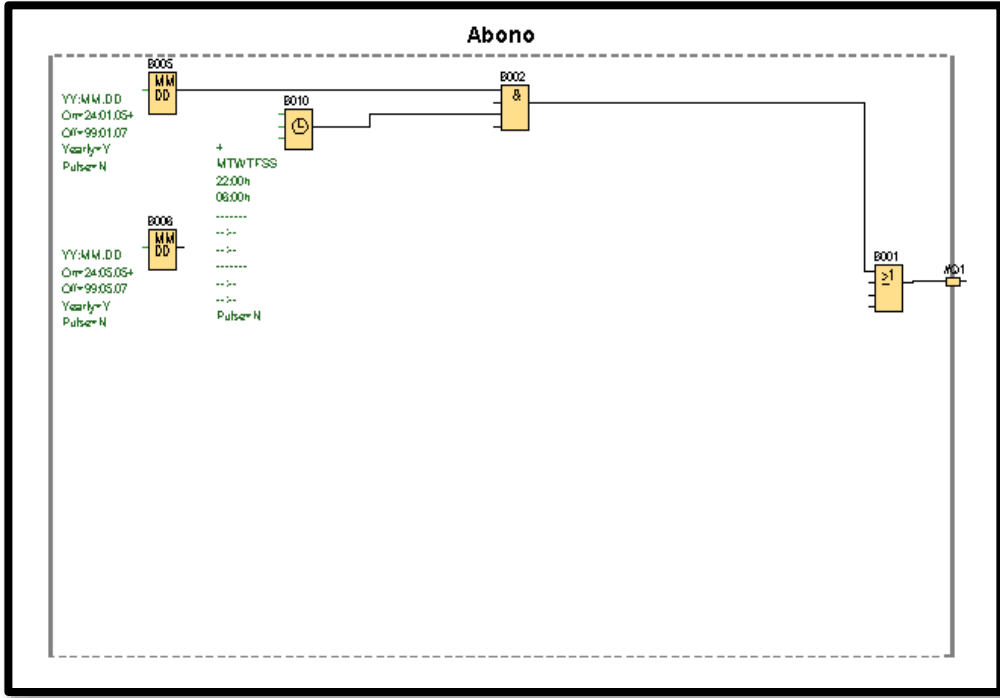 Abono
B005
MM
DD
YY:MM.DD
On=24:01.05+
Off=99:01.07
Yearly=Y
Pulse=N
B010
+
MTWTFSS
22:00h
06:00h
-------
--:--
--:--
-------
--:--
--:--
Pulse=N
B002
&
B006
MM
DD
YY:MM.DD
On=24:05.05+
Off=99:05.07
Yearly=Y
Pulse=N
B001
≥1